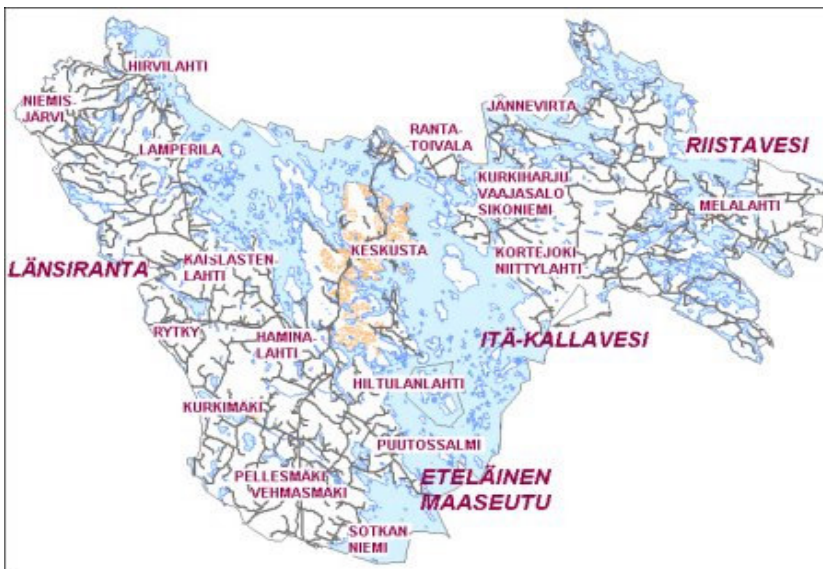 HIRVILAHTI
NIEMIS-
JÄRVI
LAMPERILA
RANTA-
TOIVALA
JÄNNEVIRTA
RIISTAVESI
KURKIHARJU
VAAJASALO
SIKONIEMI
MELALAHTI
KESKUSTA
KORTEJOKI
NIITTYLAHTI
LÄNSIRANTA
KAISLASTEN-
LAHTI
RYTKY
HAMINA-
LAHTI
ITÄ-KALLAVESI
HILTULANLAHTI
KURKIMÄKI
PUUTOSSALMI
PELLESMÄKI
VEHMASMÄKI
ETELÄINEN
MAASEUTU
SOTKAN-
NIEMI